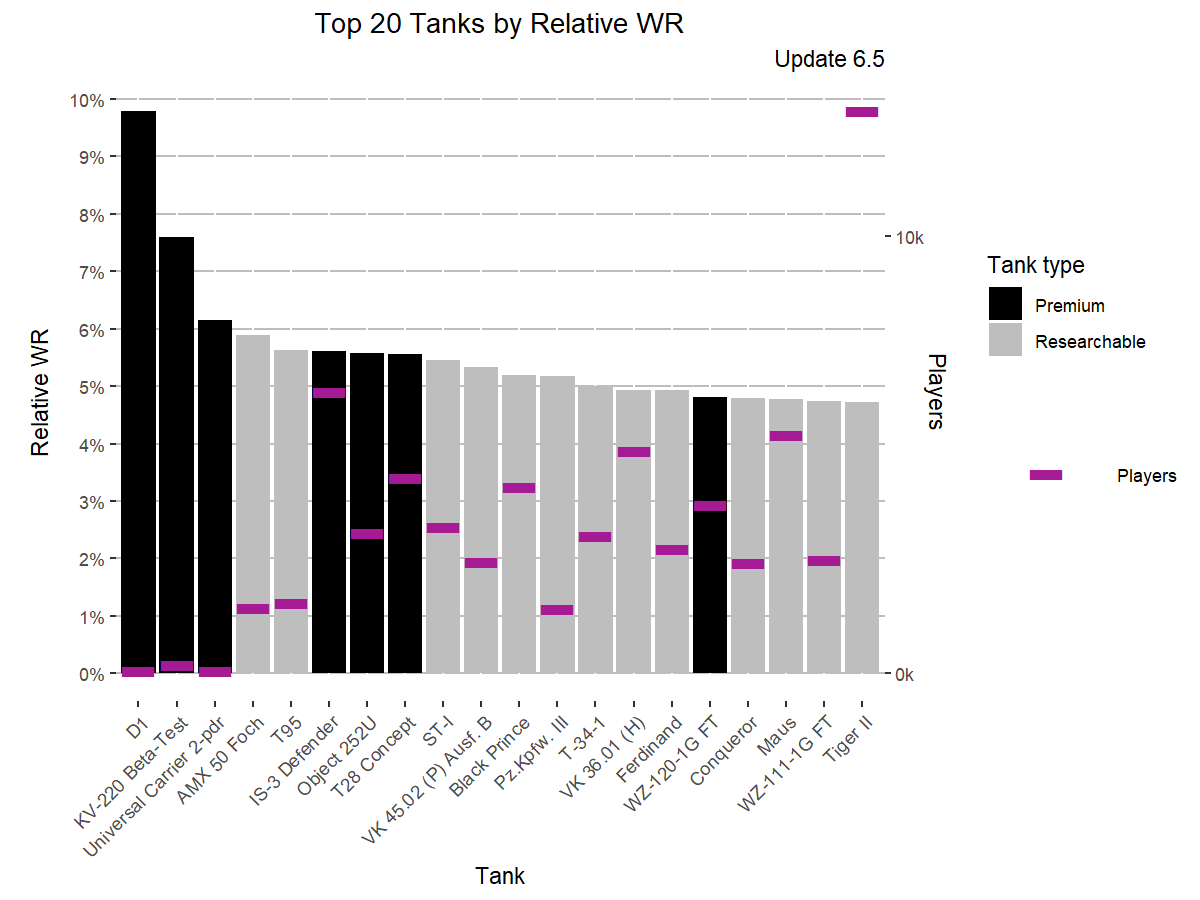 Top 20 Tanks by Relative WR
Update 6.5
10%
9%
8%
7%
6%
5%
4%
3%
2%
1%
0%
Relative WR
10k
0k
Players
Tank type
Premium
Researchable
Players
D1
KV-220 Beta-Test
Universal Carrier 2-pdr
AMX 50 Foch
T95
IS-3 Defender
Object 252U
T28 Concept
ST-I
VK 45.02 (P) Ausf. B
Black Prince
Pz.Kpfw. III
T-34-1
VK 36.01 (H)
Ferdinand
WZ-120-1G FT
Conqueror
Maus
WZ-111-1G FT
Tiger II
Tank